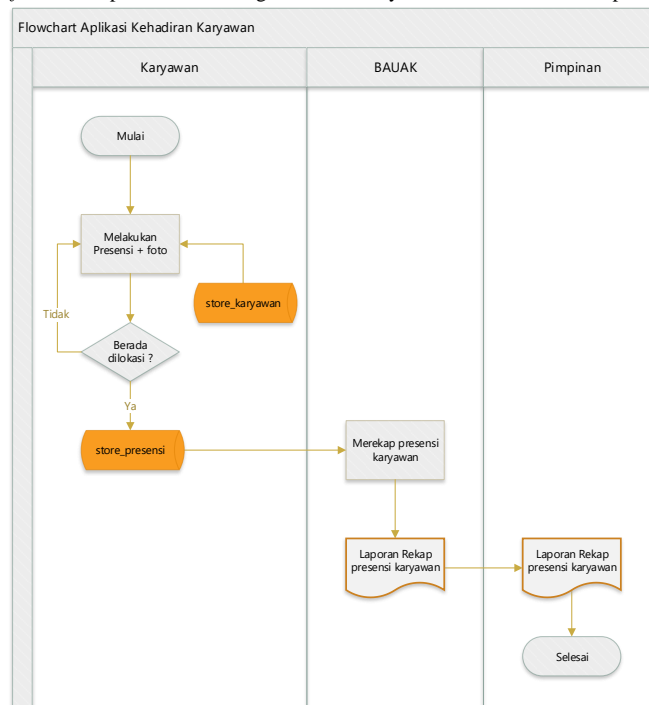 Flowchart Aplikasi Kehadiran Karyawan
Karyawan
BAUAK
Pimpinan
Mulai
Melakukan
Presensi + foto
store_karyawan
Tidak
Berada
dilokasi ?
Ya
store_presensi
Merekap presensi
karyawan
Laporan Rekap
presensi karyawan
Laporan Rekap
presensi karyawan
Selesai